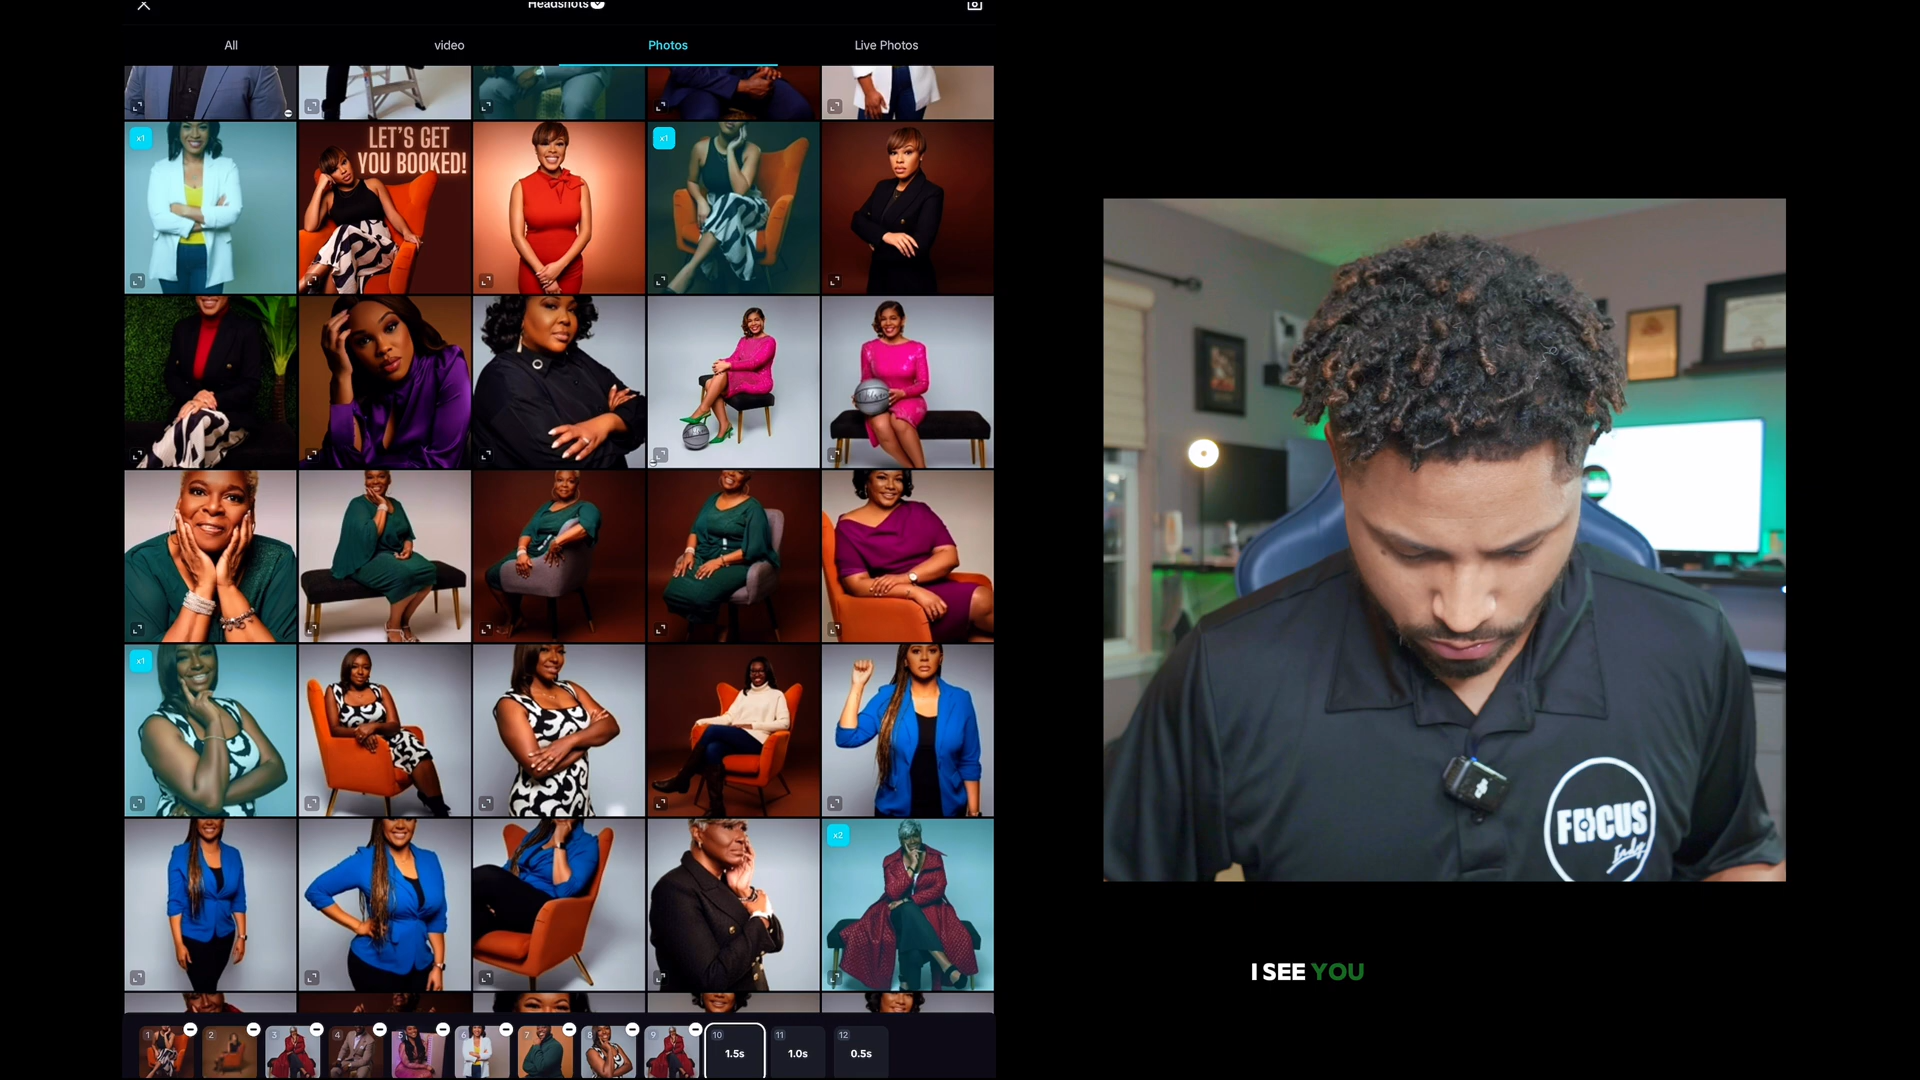 Headshots
All
video
Photos
Live Photos
x1
LET'S GET
YOU BOOKED!
x1
x1
x2
1
2
3
4
5
6
7
8
9
10
1.5s
11
1.0s
12
0.5s
FOCUS
Indy
I SEE YOU